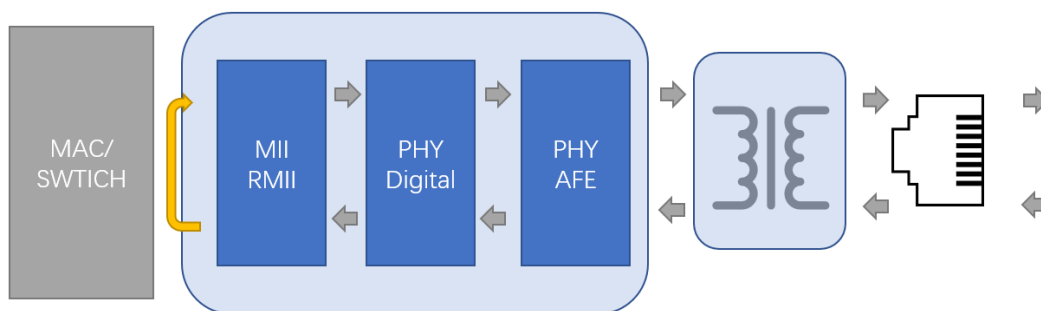 MAC/
SWTICH
MII
RMII
PHY
Digital
PHY
AFE